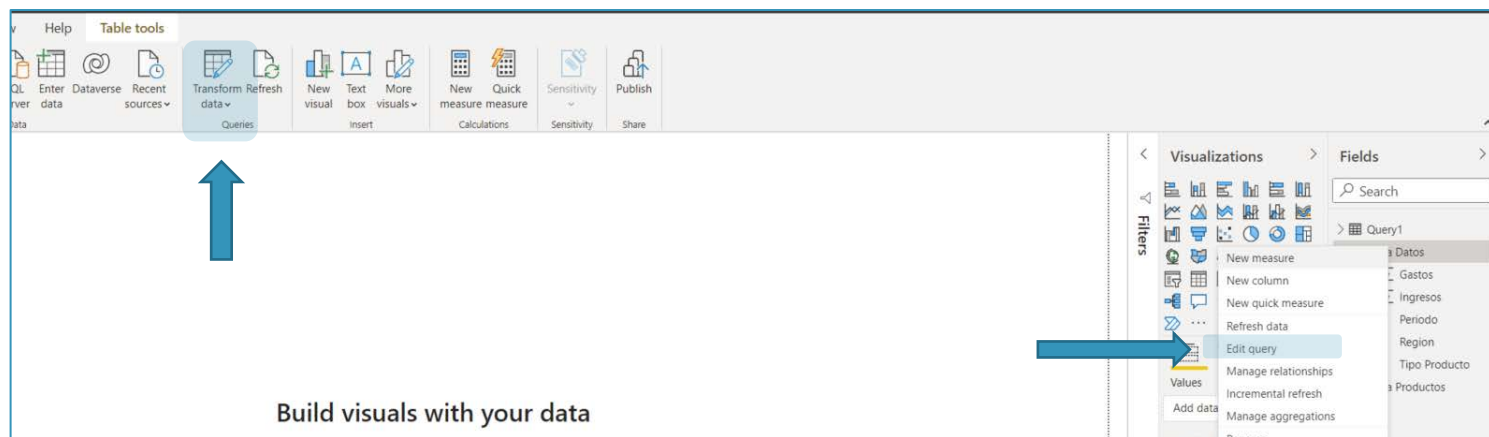 Help Table tools
QL Enter Dataverse Recent Transform Refresh New Text More New Quick Sensitivity Publish
rver data sources data visual box visuals measure measure
Data Queries Insert Calculations Sensitivity Share
Visualizations Fields
Search
Filters
Query1
a Datos
Gastos
Ingresos
Periodo
Region
Tipo Producto
a Productos
New measure
New column
New quick measure
Refresh data
Edit query
Manage relationships
Incremental refresh
Manage aggregations
Values
Add data
Build visuals with your data